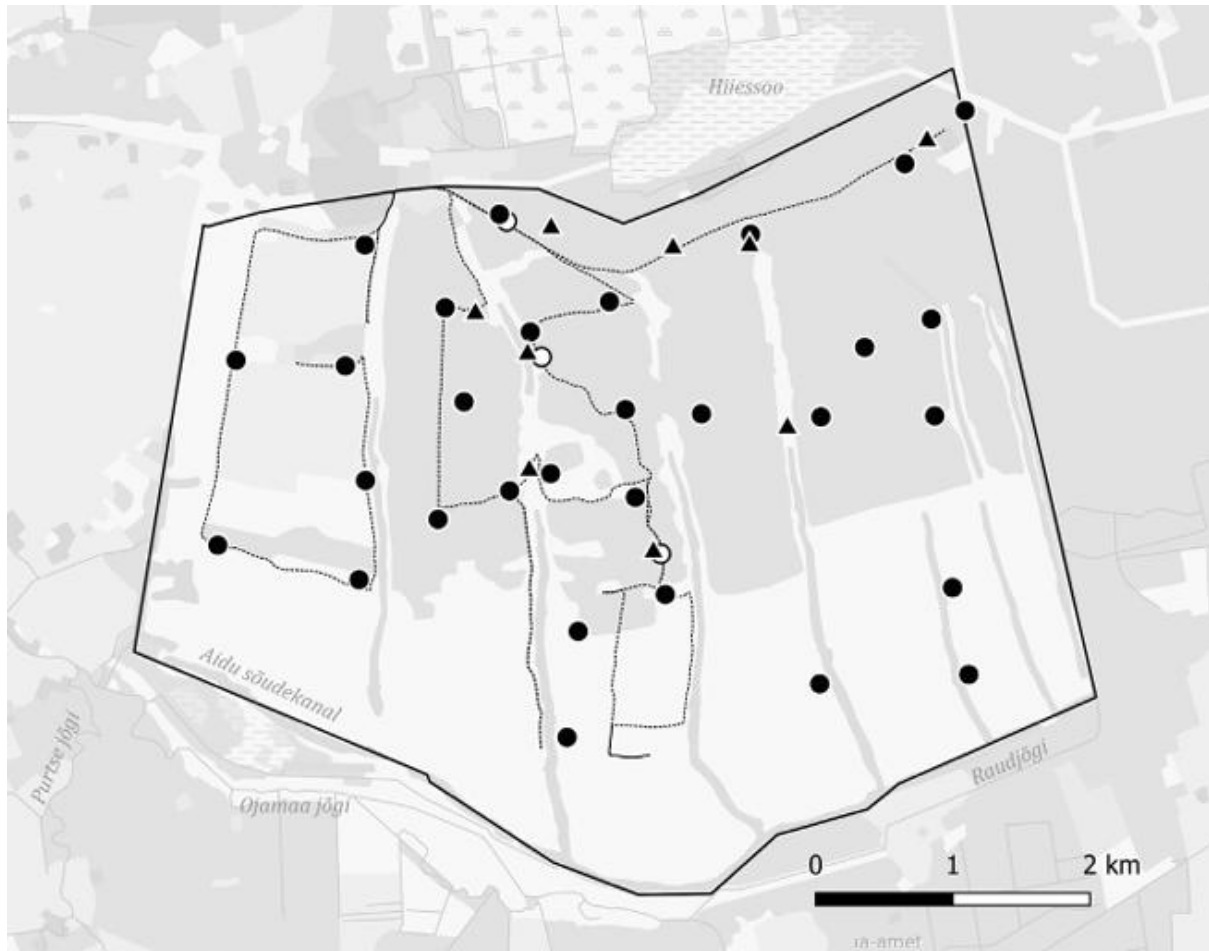 Hiiessoo
Aidu sõudekanal
Purtse jõgi
Ojamaa jõgi
Raudjõgi
0 1 2 km